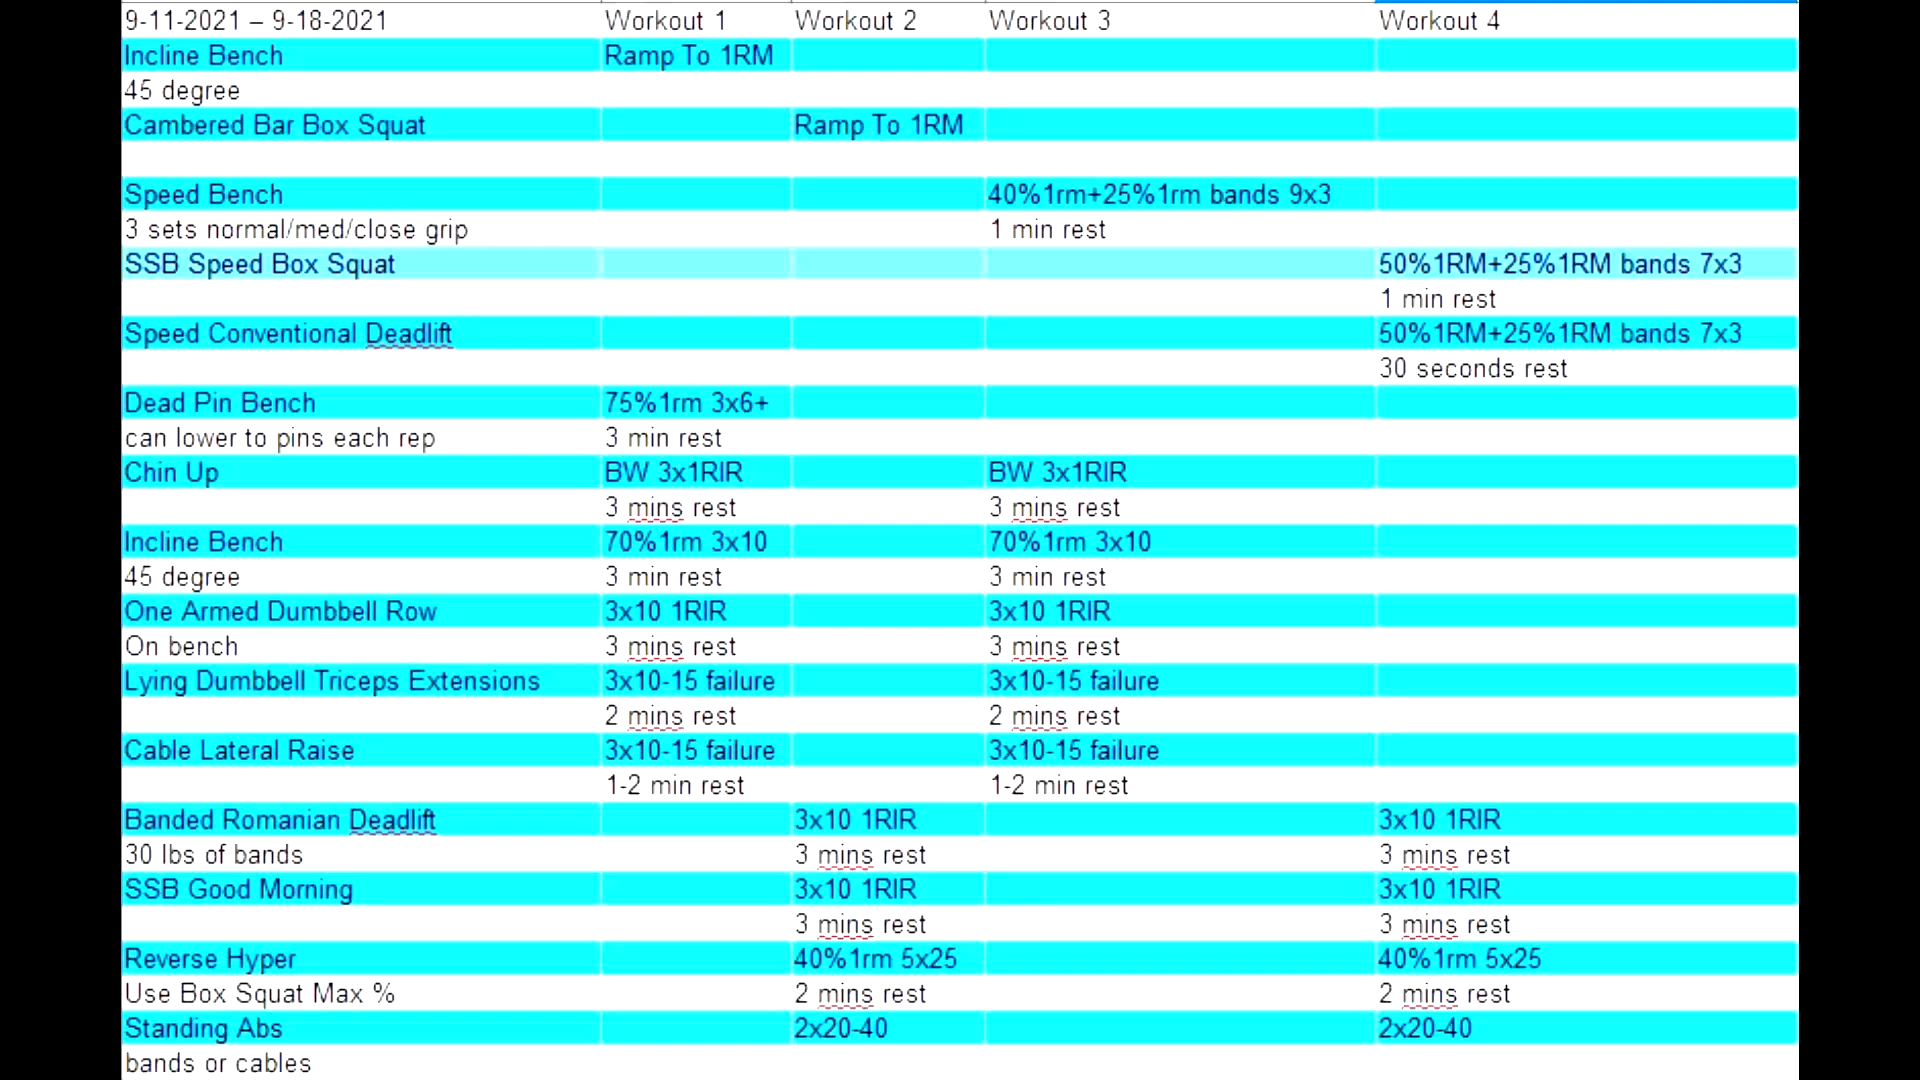 9-11-2021 – 9-18-2021 Workout 1 Workout 2 Workout 3 Workout 4
Incline Bench Ramp To 1RM
45 degree
Cambered Bar Box Squat Ramp To 1RM
Speed Bench 40%1rm+25%1rm bands 9x3
3 sets normal/med/close grip 1 min rest
SSB Speed Box Squat 50%1RM+25%1RM bands 7x3
1 min rest
Speed Conventional Deadlift 50%1RM+25%1RM bands 7x3
30 seconds rest
Dead Pin Bench 75%1rm 3x6+
can lower to pins each rep 3 min rest
Chin Up BW 3x1RIR BW 3x1RIR
3 mins rest 3 mins rest
Incline Bench 70%1rm 3x10 70%1rm 3x10
45 degree 3 min rest 3 min rest
One Armed Dumbbell Row 3x10 1RIR 3x10 1RIR
On bench 3 mins rest 3 mins rest
Lying Dumbbell Triceps Extensions 3x10-15 failure 3x10-15 failure
2 mins rest 2 mins rest
Cable Lateral Raise 3x10-15 failure 3x10-15 failure
1-2 min rest 1-2 min rest
Banded Romanian Deadlift 3x10 1RIR 3x10 1RIR
30 lbs of bands 3 mins rest 3 mins rest
SSB Good Morning 3x10 1RIR 3x10 1RIR
3 mins rest 3 mins rest
Reverse Hyper 40%1rm 5x25 40%1rm 5x25
Use Box Squat Max % 2 mins rest 2 mins rest
Standing Abs 2x20-40 2x20-40
bands or cables